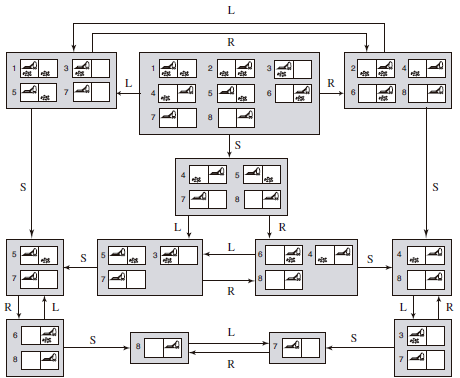 L
R
1 3 1 2 3 2 4
L R
5 7 4 5 6 6 8
7 8
S
4 5
S S
7 8
L R
L
5 5 3 6 4 4
S S
7 7 8 8
R
R L L R
6 L 3
S S
8 7
8 7
R